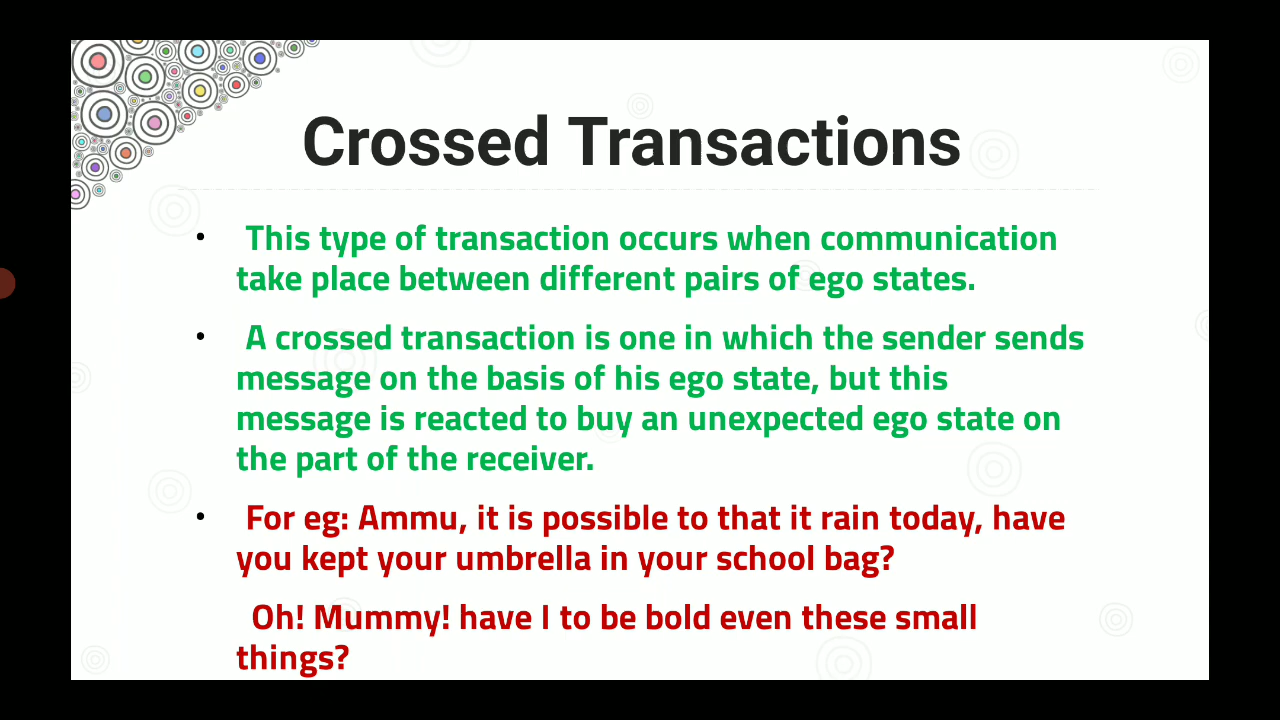 Crossed Transactions
• This type of transaction occurs when communication
take place between different pairs of ego states.
• A crossed transaction is one in which the sender sends
message on the basis of his ego state, but this
message is reacted to buy an unexpected ego state on
the part of the receiver.
• For eg: Ammu, it is possible to that it rain today, have
you kept your umbrella in your school bag?
Oh! Mummy! have I to be bold even these small
things?